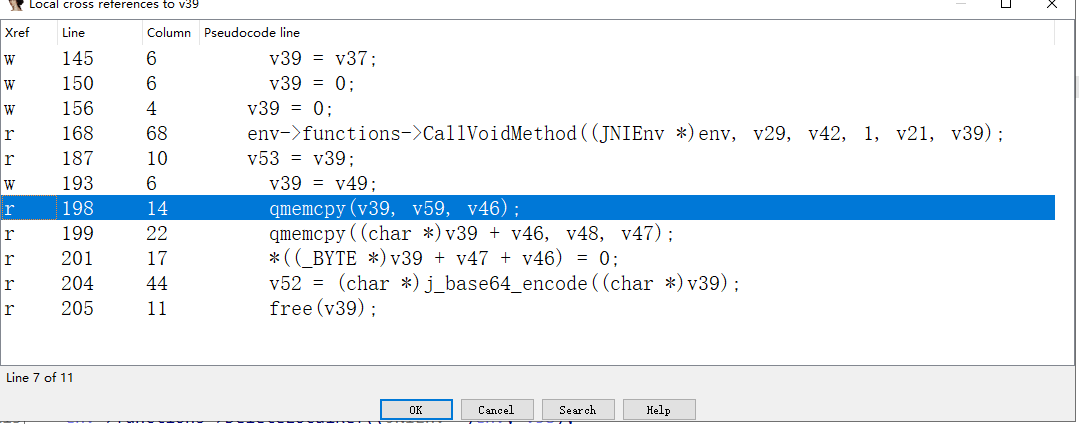 Local cross references to v39
Xref Line Column Pseudocode line
w 145 6 v39 = v37;
w 150 6 v39 = 0;
w 156 4 v39 = 0;
r 168 68 env->functions->CallVoidMethod((JNIEnv *)env, v29, v42, 1, v21, v39);
r 187 10 v53 = v39;
w 193 6 v39 = v49;
r 198 14 qmemcpy(v39, v59, v46);
r 199 22 qmemcpy((char *)v39 + v46, v48, v47);
r 201 17 *((_BYTE *)v39 + v47 + v46) = 0;
r 204 44 v52 = (char *)j_base64_encode((char *)v39);
r 205 11 free(v39);
Line 7 of 11
OK Cancel Search Help